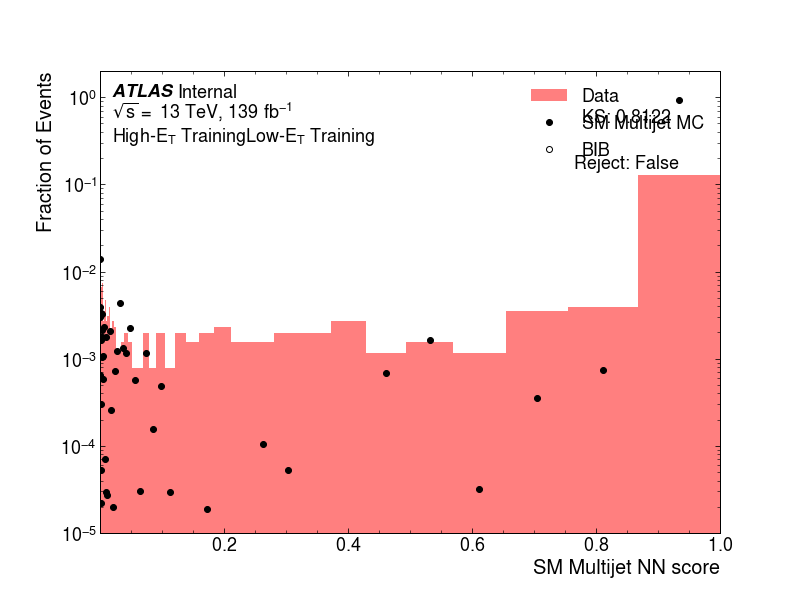 ATLAS Internal
√s = 13 TeV, 139 fb⁻¹
High-E_T TrainingLow-E_T Training
Data
KS: 0.8122
SM Multijet MC
BIB
Reject: False
Fraction of Events
10⁰
10⁻¹
10⁻²
10⁻³
10⁻⁴
10⁻⁵
0.2 0.4 0.6 0.8 1.0
SM Multijet NN score